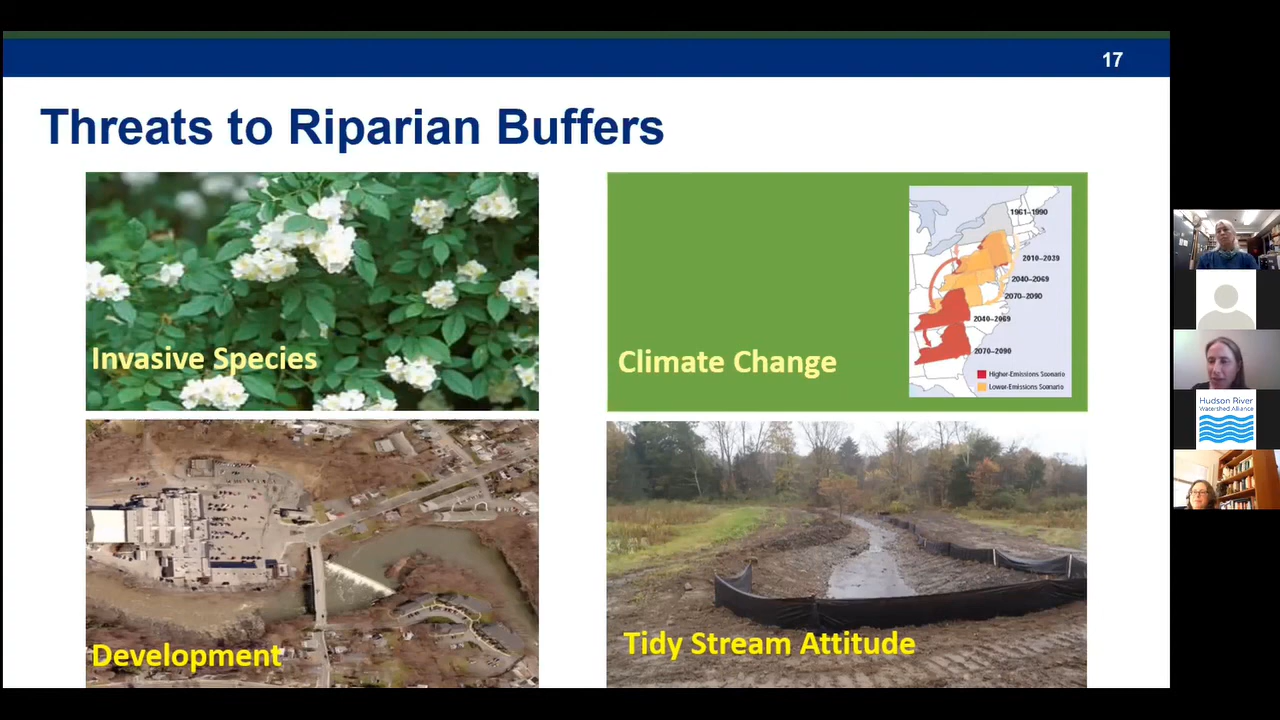 17
Threats to Riparian Buffers
Invasive Species
Climate Change
1961–1990
2010–2039
2040–2069
2070–2090
2040–2069
2070–2090
Higher-Emissions Scenario
Lower-Emissions Scenario
Development
Tidy Stream Attitude
Hudson River
Watershed Alliance